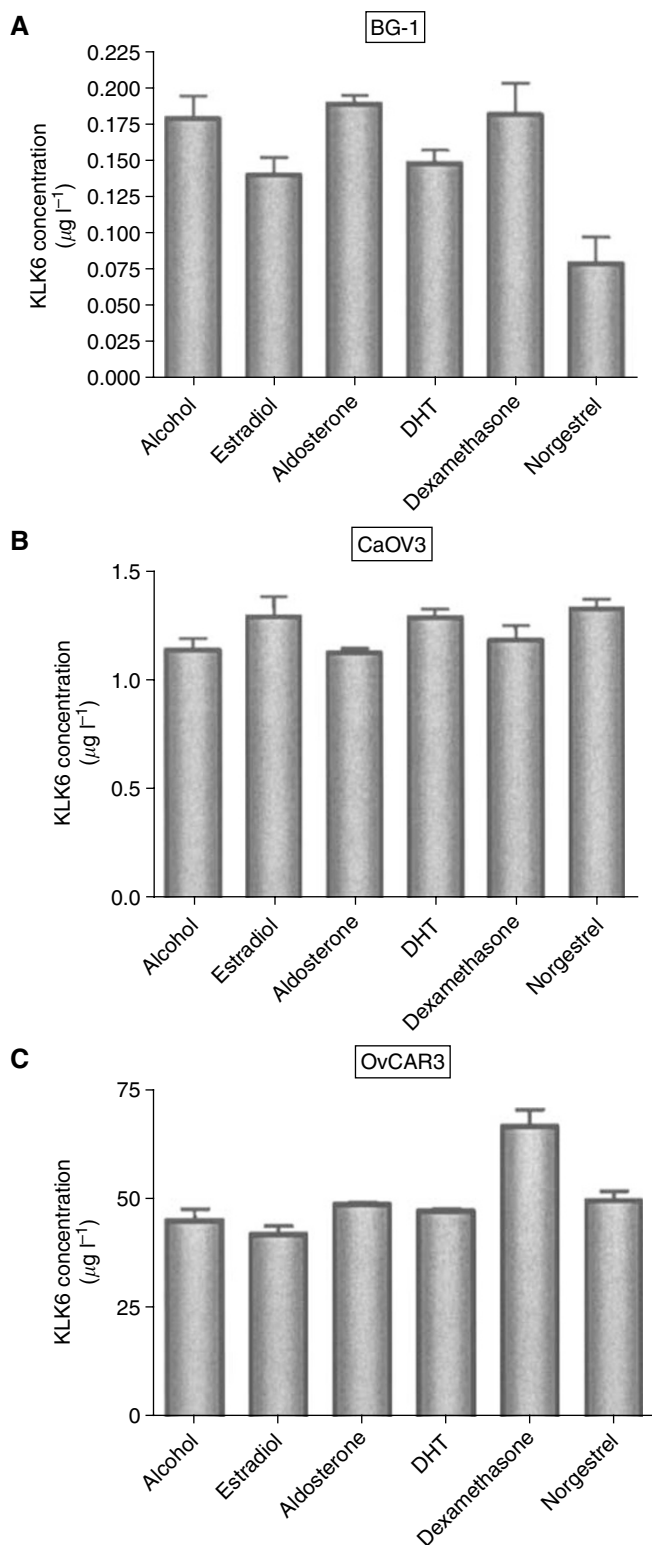 A
BG-1
KLK6 concentration
(μg l⁻¹)
0.225
0.200
0.175
0.150
0.125
0.100
0.075
0.050
0.025
0.000
Alcohol
Estradiol
Aldosterone
DHT
Dexamethasone
Norgestrel
B
CaOV3
KLK6 concentration
(μg l⁻¹)
1.5
1.0
0.5
0.0
Alcohol
Estradiol
Aldosterone
DHT
Dexamethasone
Norgestrel
C
OvCAR3
KLK6 concentration
(μg l⁻¹)
75
50
25
0
Alcohol
Estradiol
Aldosterone
DHT
Dexamethasone
Norgestrel